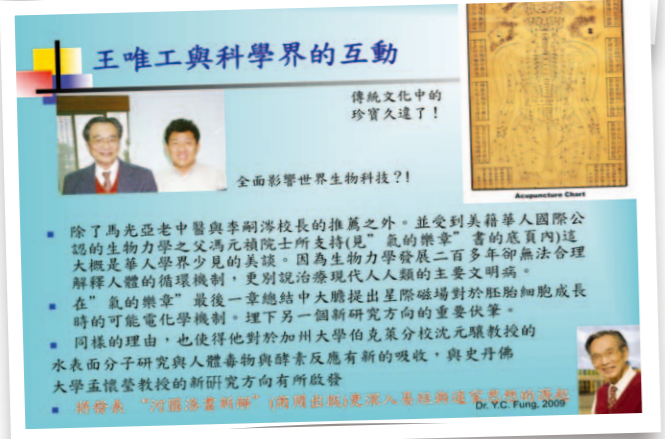 王唯工與科學界的互動
傳統文化中的
珍寶久違了！
全面影響世界生物科技?!
Acupuncture Chart
除了馬光亞老中醫與李嗣涔校長的推薦之外。並受到美籍華人國際公
認的生物力學之父馮元楨院士所支持(見”氣的樂章”書的底頁內)這
大概是華人學界少見的美談。因為生物力學發展二百多年卻無法合理
解釋人體的循環機制，更別說治療現代人人類的主要文明病。
在”氣的樂章”最後一章總結中大膽提出星際磁場對於胚胎細胞成長
時的可能電化學機制。埋下另一個新研究方向的重要伏筆。
同樣的理由，也使得他對於加州大學伯克萊分校沈元驤教授的
水表面分子研究與人體毒物與酵素反應有新的吸收，與史丹佛
大學孟懷縈教授的新研究方向有所啟發
Dr. Y.C. Fung, 2009